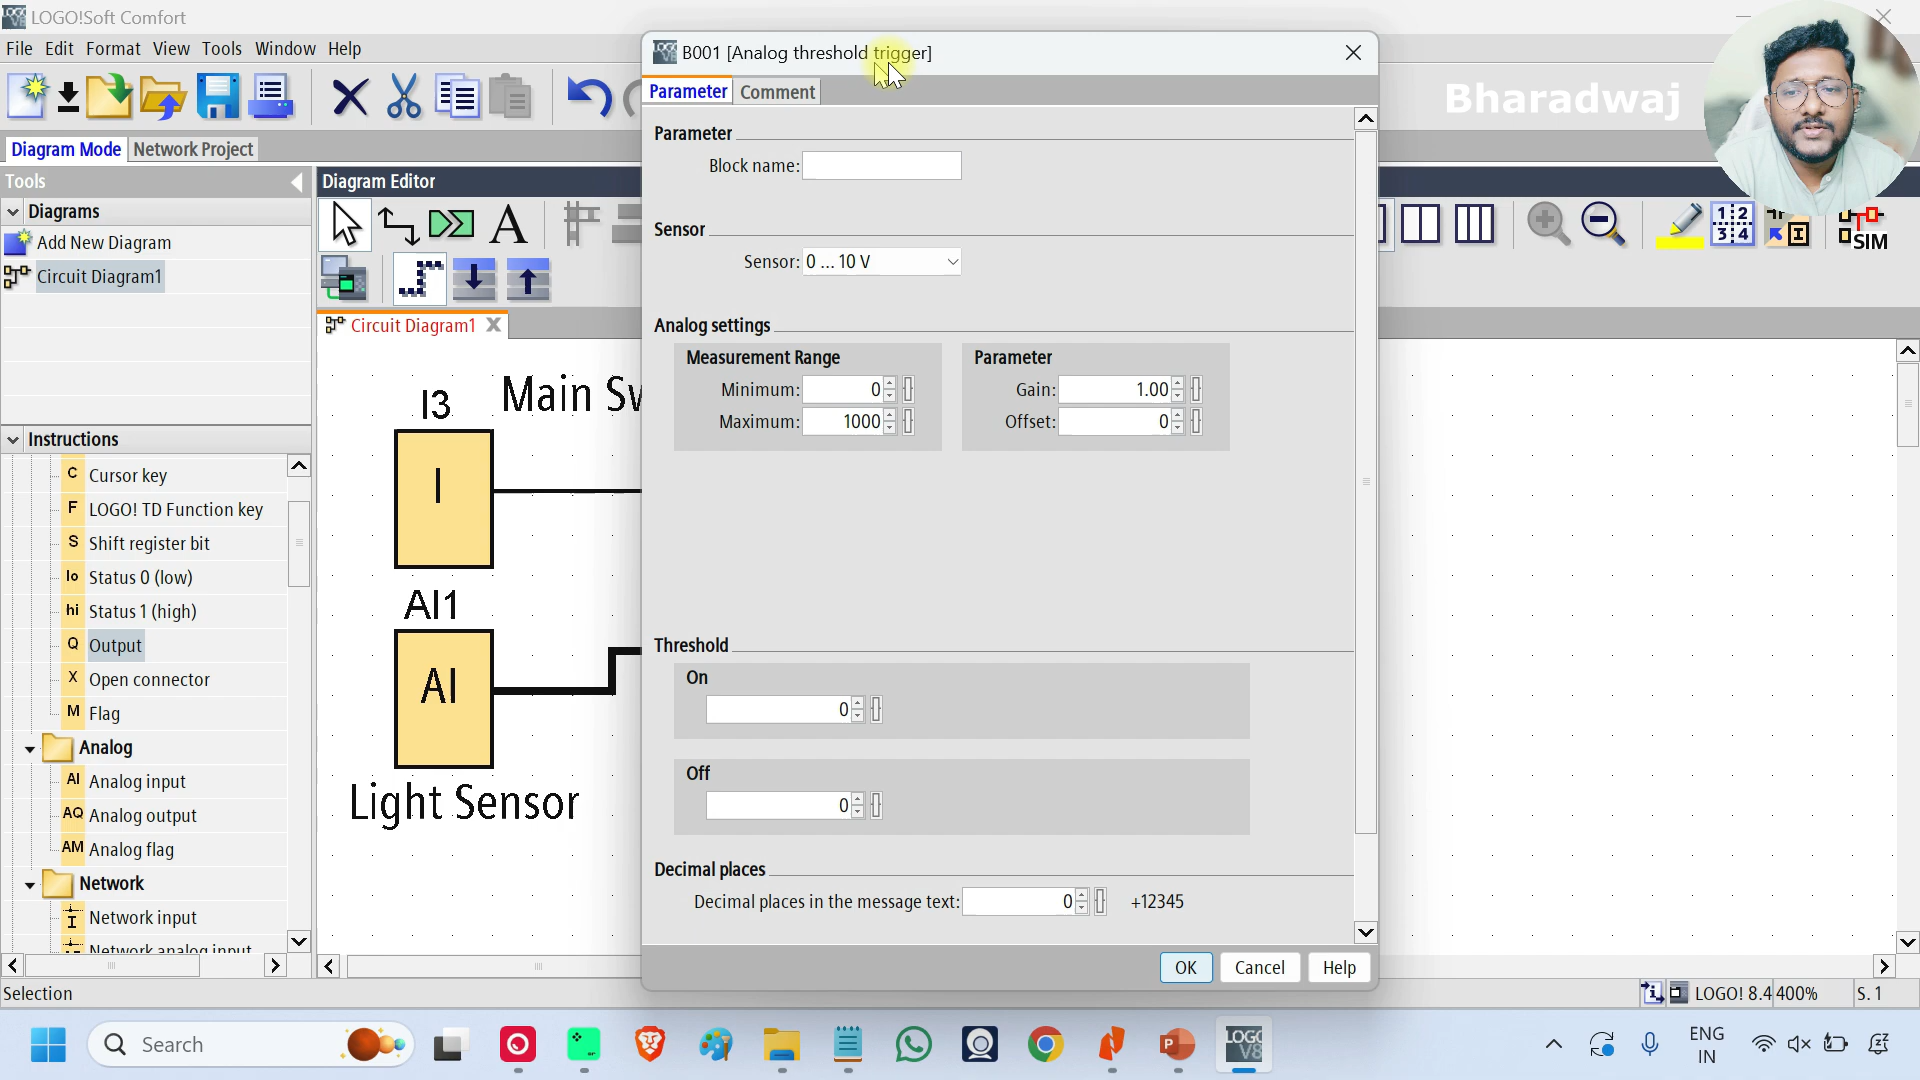 LOGO!Soft Comfort
File Edit Format View Tools Window Help
Diagram Mode Network Project
Tools
Diagrams
Add New Diagram
Circuit Diagram1
Instructions
C Cursor key
F LOGO! TD Function key
S Shift register bit
lo Status 0 (low)
hi Status 1 (high)
Q Output
X Open connector
M Flag
Analog
AI Analog input
AQ Analog output
AM Analog flag
Network
I Network input
Network analog input
Selection
Diagram Editor
A
Circuit Diagram1
I3 Main Sw
I
AI1
AI
Light Sensor
B001 [Analog threshold trigger]
Parameter Comment
Parameter
Block name:
Sensor
Sensor: 0 ... 10 V
Analog settings
Measurement Range
Minimum: 0
Maximum: 1000
Parameter
Gain: 1.00
Offset: 0
Threshold
On
0
Off
0
Decimal places
Decimal places in the message text: 0 +12345
OK Cancel Help
Bharadwaj
1 2
3 4
I
SIM
LOGO! 8.4 400% S. 1
Search
LOGO
V8
ENG
IN